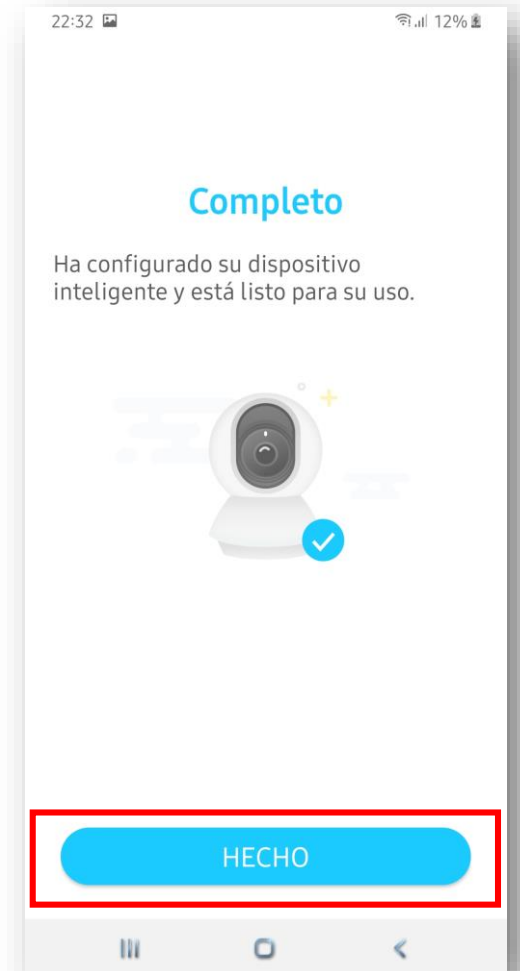 22:32 12%
Completo
Ha configurado su dispositivo
inteligente y está listo para su uso.
HECHO